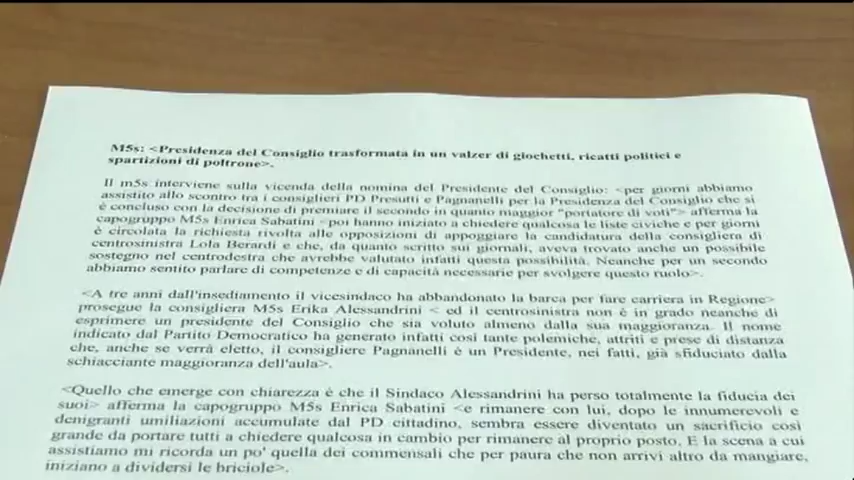 M5s: <Presidenza del Consiglio trasformata in un valzer di giochetti, ricatti politici e
spartizioni di poltrone>.
Il m5s interviene sulla vicenda della nomina del Presidente del Consiglio: <per giorni abbiamo
assistito allo scontro tra i consiglieri PD Presutti e Pagnanelli per la Presidenza del Consiglio che si
è concluso con la decisione di premiare il secondo in quanto maggior "portatore di voti"> afferma la
capogruppo M5S Enrica Sabatini <poi hanno iniziato a chiedere qualcosa le liste civiche e per giorni
è circolata la richiesta rivolta alle opposizioni di appoggiare la candidatura della consigliera di
centrosinistra Lola Berardi e che, da quanto scritto sui giornali, aveva trovato anche un possibile
sostegno nel centrodestra che avrebbe valutato infatti questa possibilità. Neanche per un secondo
abbiamo sentito parlare di competenze e di capacità necessarie per svolgere questo ruolo>.
<A tre anni dall'insediamento il vicesindaco ha abbandonato la barca per fare carriera in Regione>
prosegue la consigliera M5S Erika Alessandrini < ed il centrosinistra non è in grado neanche di
esprimere un presidente del Consiglio che sia voluto almeno dalla sua maggioranza. Il nome
indicato dal Partito Democratico ha generato infatti così tante polemiche, attriti e prese di distanza
che, anche se verrà eletto, il consigliere Pagnanelli è un Presidente, nei fatti, già sfiduciato dalla
schiacciante maggioranza dell'aula>.
<Quello che emerge con chiarezza è che il Sindaco Alessandrini ha perso totalmente la fiducia dei
suoi> afferma la capogruppo M5S Enrica Sabatini <e rimanere con lui, dopo le innumerevoli e
denigranti umiliazioni accumulate dal PD cittadino, sembra essere diventato un sacrificio così
grande da portare tutti a chiedere qualcosa in cambio per rimanere al proprio posto. E la scena a cui
assistiamo mi ricorda un po' quella dei commensali che per paura che non arrivi altro da mangiare,
iniziano a dividersi le briciole>.